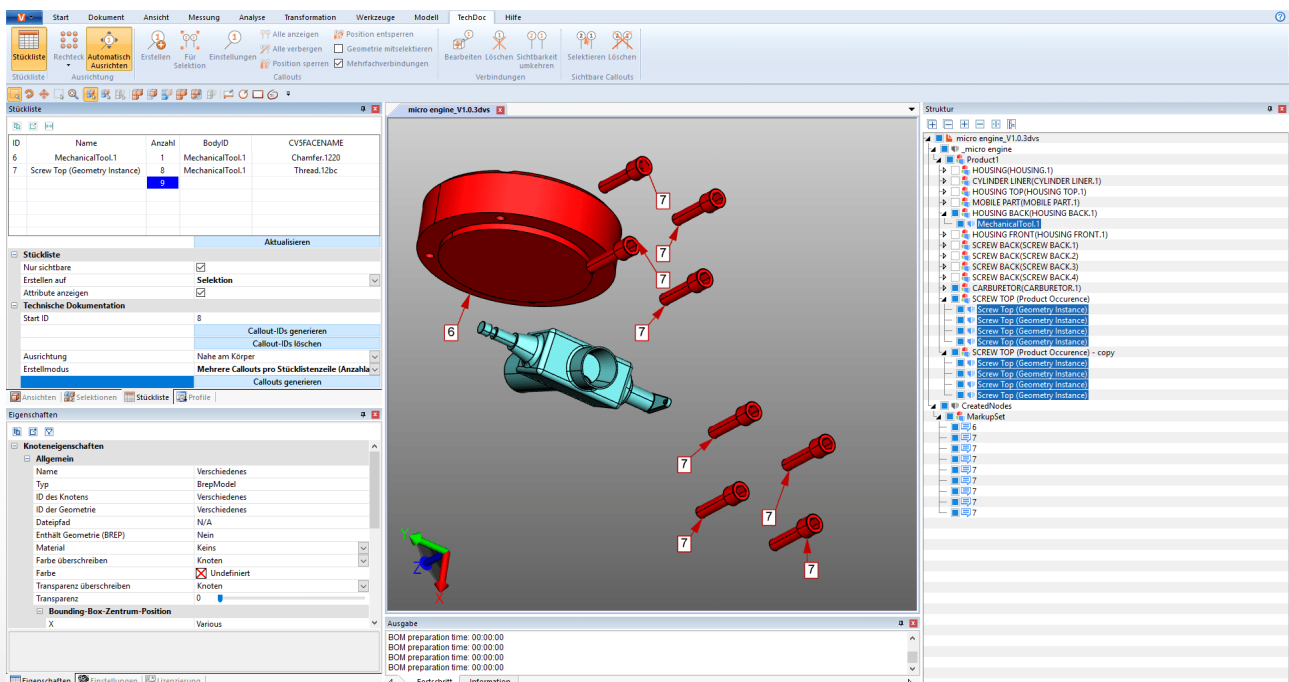 V
Start Dokument Ansicht Messung Analyse Transformation Werkzeuge Modell TechDoc Hilfe
Stückliste
Rechteck
Automatisch Ausrichten
Erstellen
Für Selektion
Einstellungen
Alle anzeigen
Alle verbergen
Position sperren
Position entsperren
Geometrie mitselektieren
Mehrfachverbindungen
Bearbeiten
Löschen
Sichtbarkeit umkehren
Selektieren
Löschen
Stückliste Ausrichtung Callouts Verbindungen Sichtbare Callouts
Stückliste
ID Name Anzahl BodyID CV5FACENAME
6 MechanicalTool.1 1 MechanicalTool.1 Chamfer.1220
7 Screw Top (Geometry Instance) 8 MechanicalTool.1 Thread.12bc
9
Aktualisieren
Stückliste
Nur sichtbare
Erstellen auf Selektion
Attribute anzeigen
Technische Dokumentation
Start ID 8
Callout-IDs generieren
Callout-IDs löschen
Ausrichtung Nahe am Körper
Erstellmodus Mehrere Callouts pro Stücklistenzeile (Anzahla
Callouts generieren
Ansichten Selektionen Stückliste Profile
Eigenschaften
Knoteneigenschaften
Allgemein
Name Verschiedenes
Typ BrepModel
ID des Knotens Verschiedenes
ID der Geometrie Verschiedenes
Dateipfad N/A
Enthält Geometrie (BREP) Nein
Material Keins
Farbe überschreiben Knoten
Farbe Undefiniert
Transparenz überschreiben Knoten
Transparenz 0
Bounding-Box-Zentrum-Position
X Various
Eigenschaften Einstellungen Lizenzierung
micro engine_V1.0.3dvs
7
7
7
7
6
7
7
7
7
Y
Z
X
Ausgabe
BOM preparation time: 00:00:00
BOM preparation time: 00:00:00
BOM preparation time: 00:00:00
BOM preparation time: 00:00:00
Fortschritt Information
Struktur
micro engine_V1.0.3dvs
_micro engine
Product1
HOUSING(HOUSING.1)
CYLINDER LINER(CYLINDER LINER.1)
HOUSING TOP(HOUSING TOP.1)
MOBILE PART(MOBILE PART.1)
HOUSING BACK(HOUSING BACK.1)
MechanicalTool.1
HOUSING FRONT(HOUSING FRONT.1)
SCREW BACK(SCREW BACK.1)
SCREW BACK(SCREW BACK.2)
SCREW BACK(SCREW BACK.3)
SCREW BACK(SCREW BACK.4)
CARBURETOR(CARBURETOR.1)
SCREW TOP (Product Occurence)
Screw Top (Geometry Instance)
Screw Top (Geometry Instance)
Screw Top (Geometry Instance)
Screw Top (Geometry Instance)
SCREW TOP (Product Occurence) - copy
Screw Top (Geometry Instance)
Screw Top (Geometry Instance)
Screw Top (Geometry Instance)
Screw Top (Geometry Instance)
CreatedNodes
MarkupSet
6
7
7
7
7
7
7
7
7